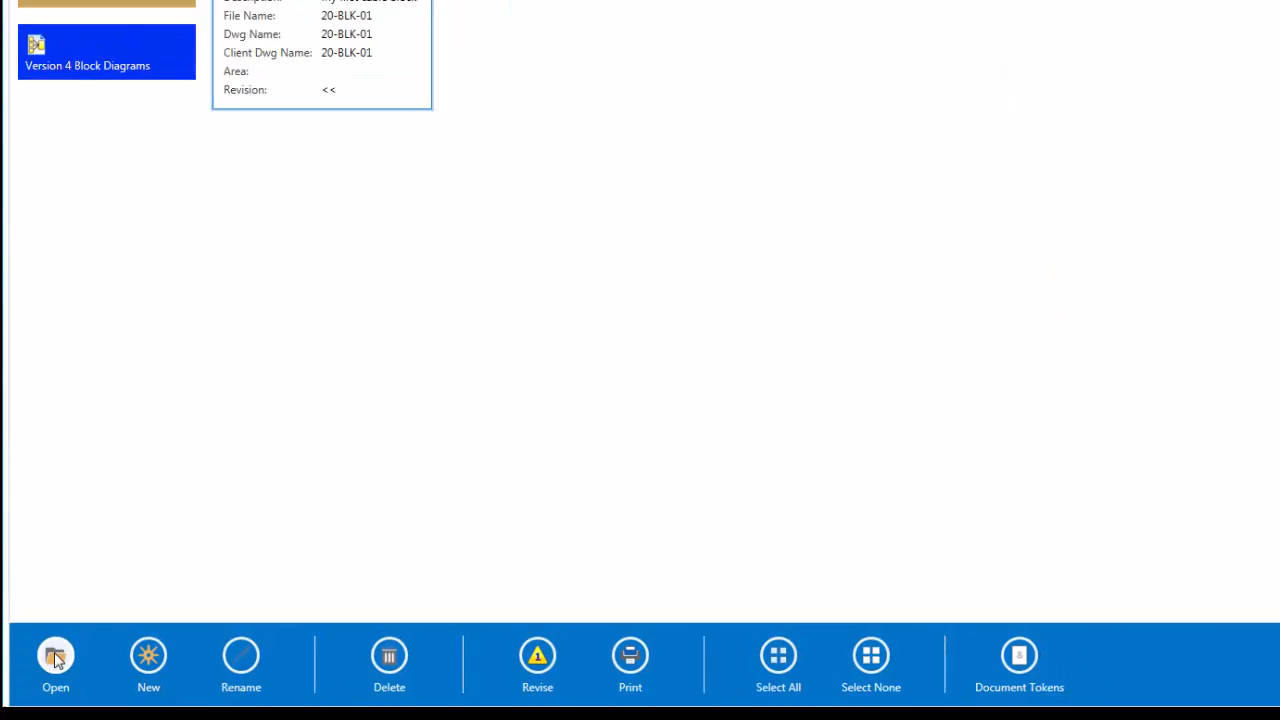 File Name: 20-BLK-01
Dwg Name: 20-BLK-01
Client Dwg Name: 20-BLK-01
Area:
Revision: <<
Version 4 Block Diagrams
Open
New
Rename
Delete
Revise
Print
Select All
Select None
Document Tokens